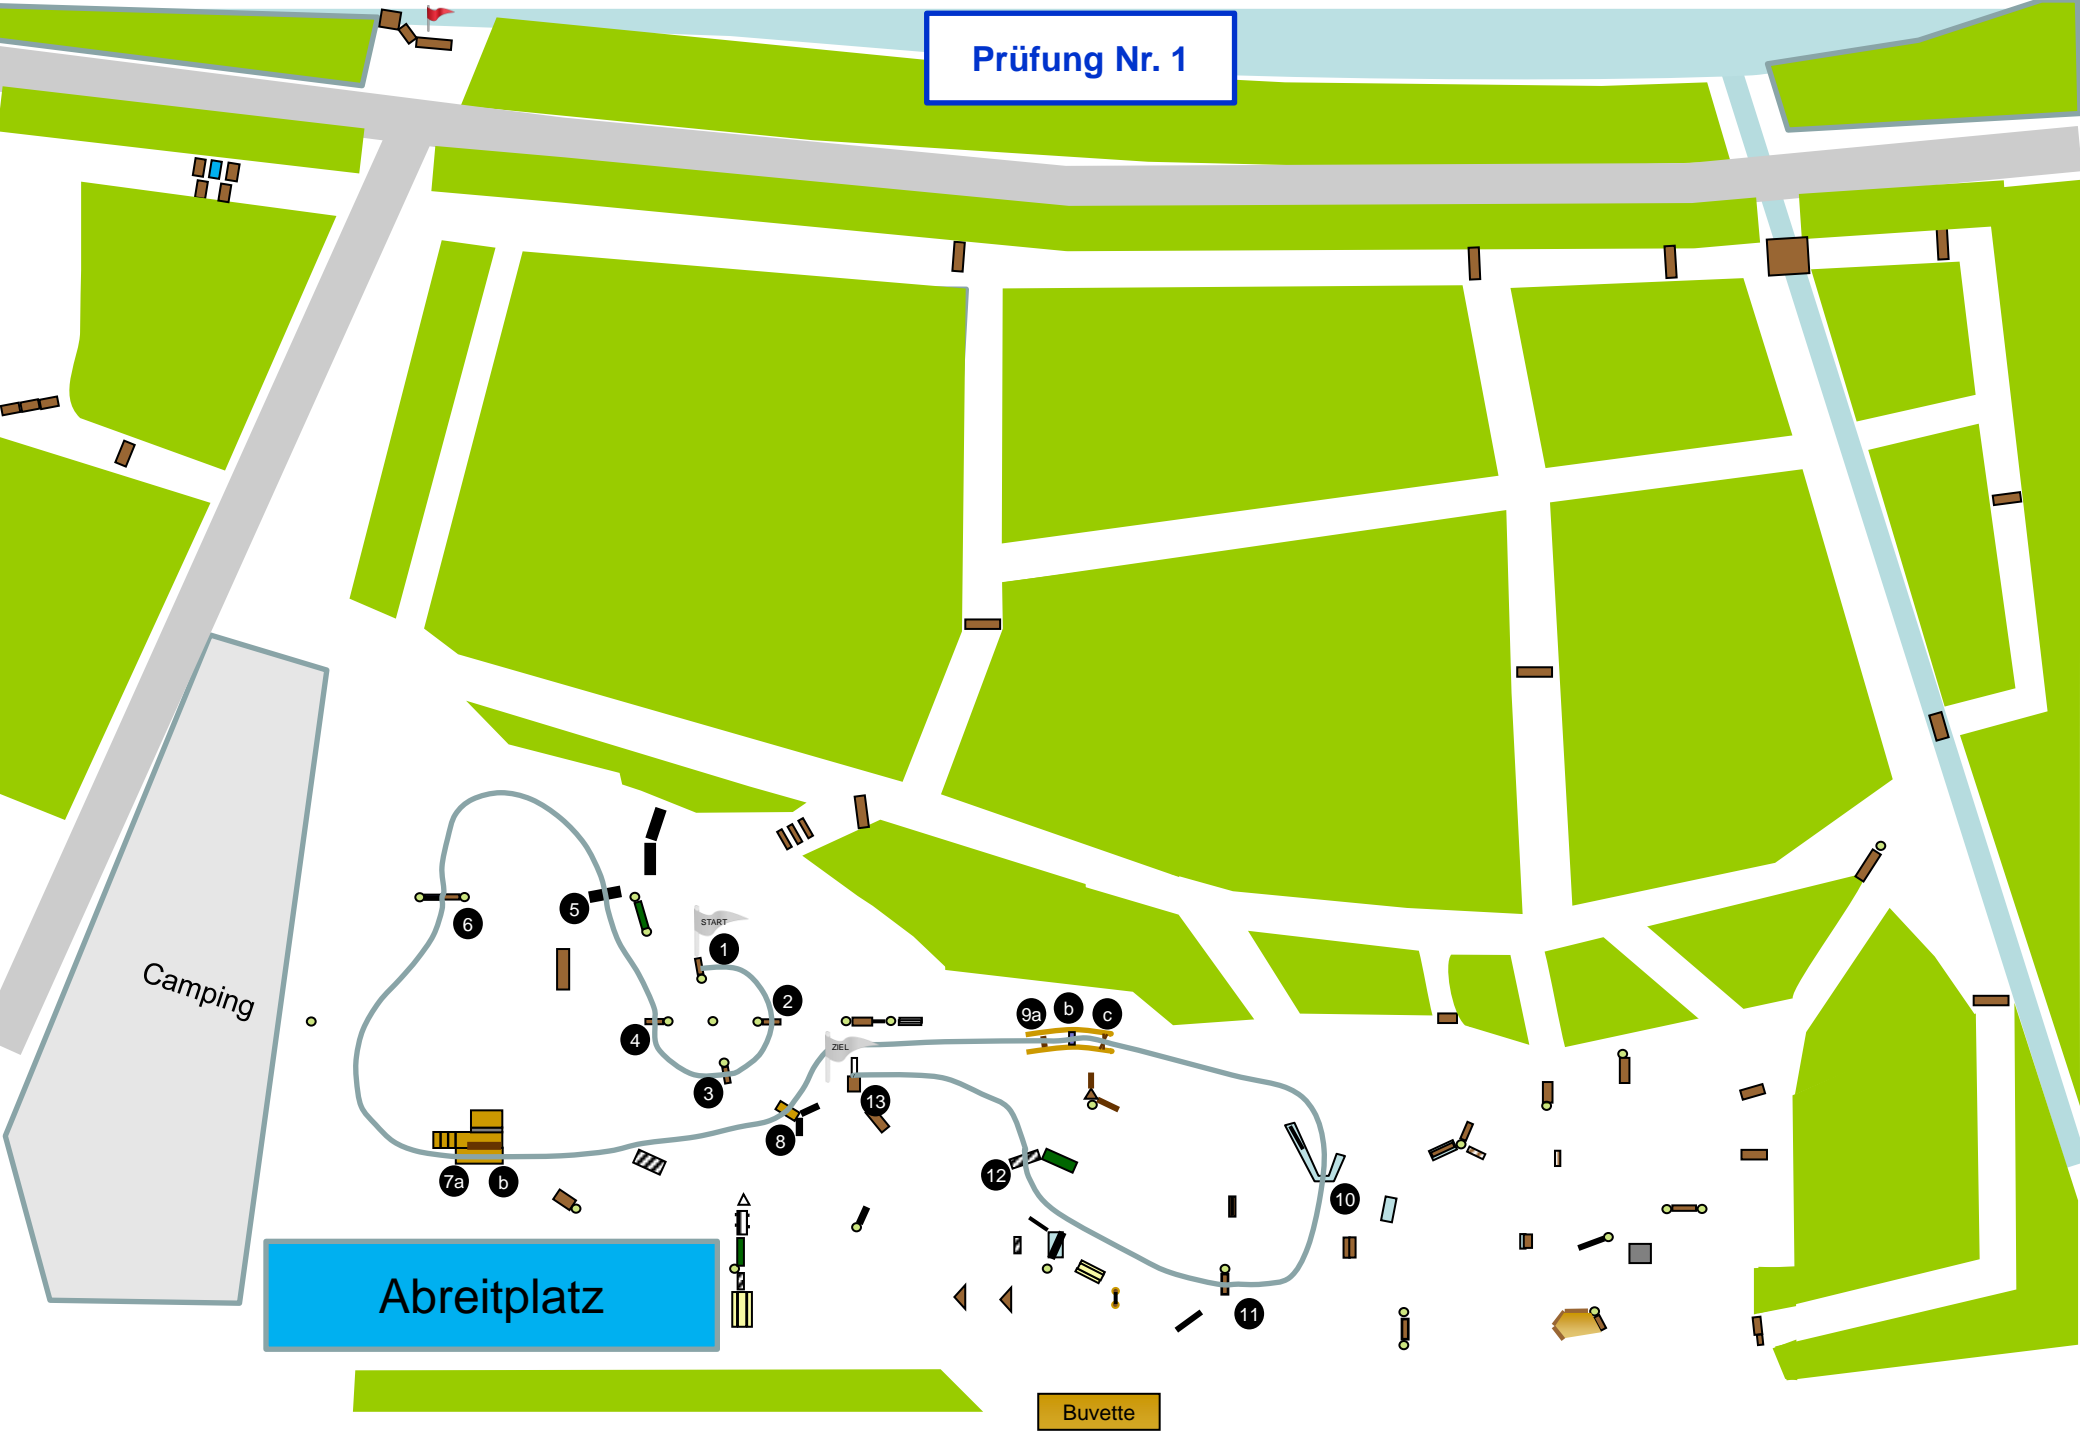 Prüfung Nr. 1
5
6
START
1
2
4
3
ZIEL
9a
b
c
13
8
7a
b
12
10
11
Camping
Abreitplatz
Buvette